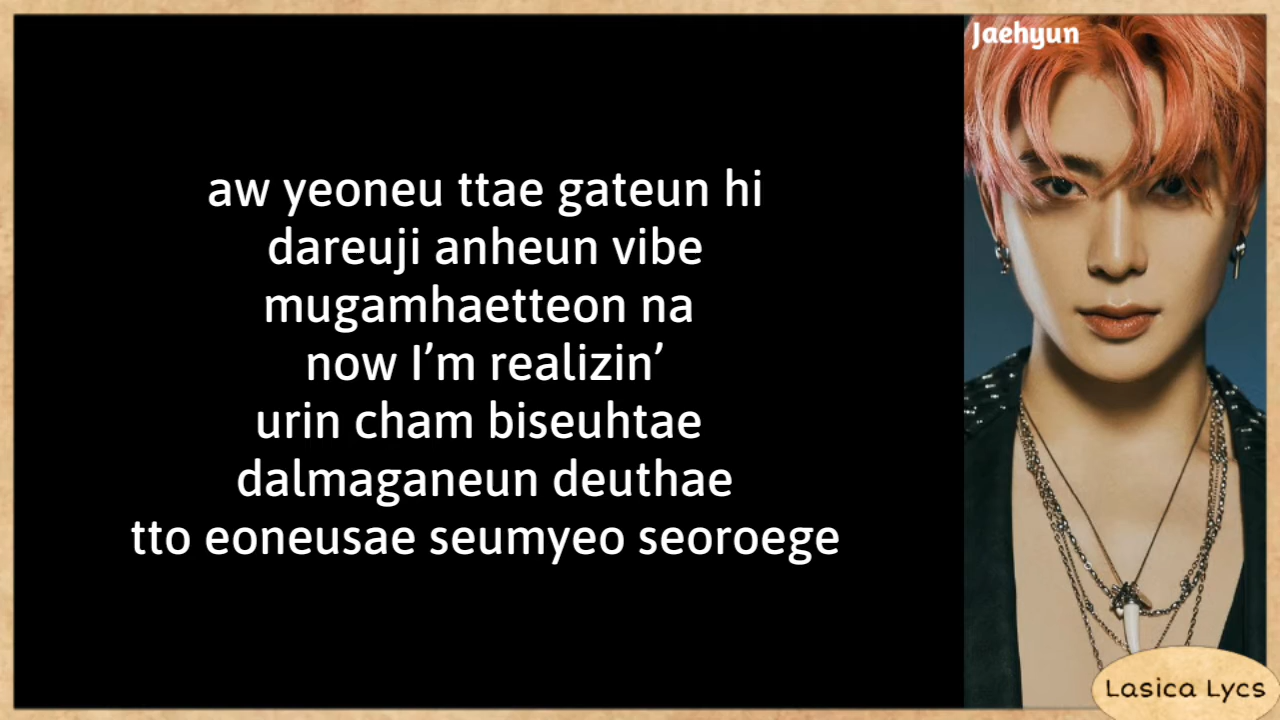 Jaehyun
aw yeoneu ttae gateun hi
dareuji anheun vibe
mugamhaetteon na
now I’m realizin’
urin cham biseuhtae
dalmaganeun deuthae
tto eoneusae seumyeo seoroege
Lasica Lycs